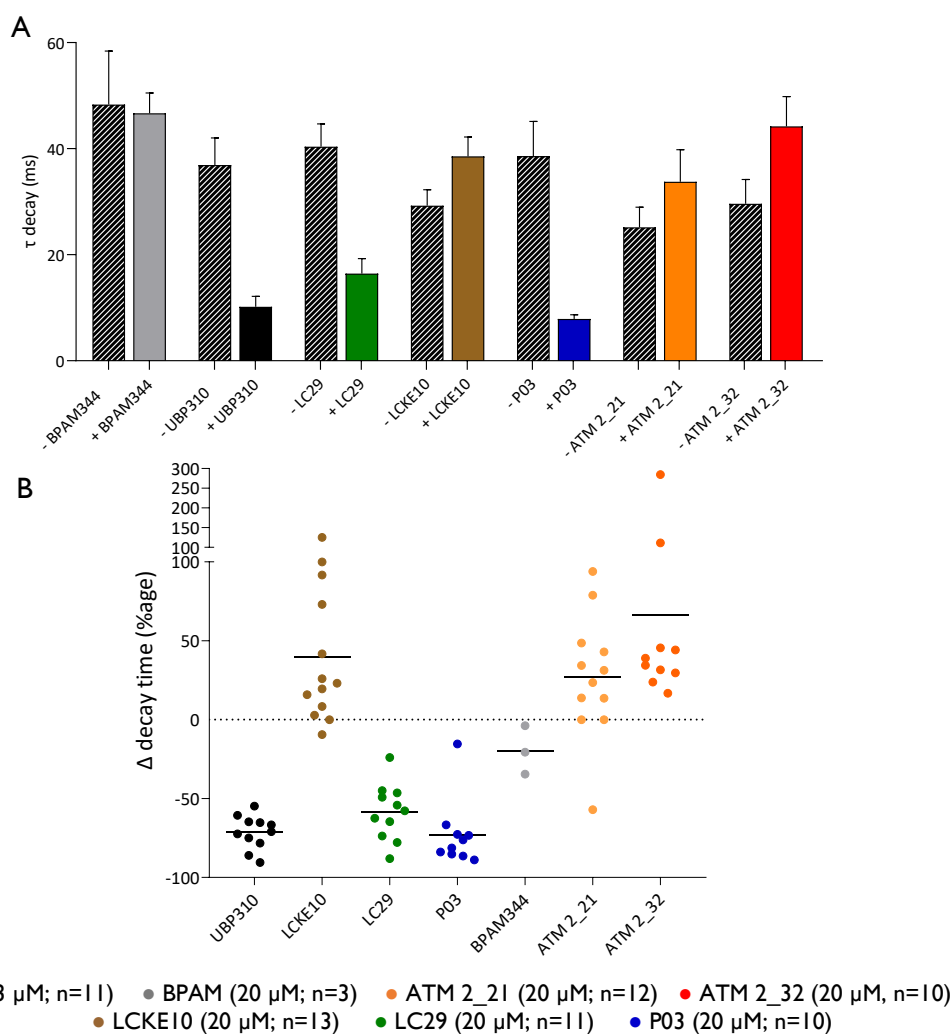 A
60
40
20
0
τ decay (ms)
- BPAM344
+ BPAM344
- UBP310
+ UBP310
- LC29
+ LC29
- LCKE10
+ LCKE10
- P03
+ P03
- ATM 2_21
+ ATM 2_21
- ATM 2_32
+ ATM 2_32
B
300
250
200
150
100
100
50
0
-50
-100
Δ decay time (%age)
UBP310
LCKE10
LC29
P03
BPAM344
ATM 2_21
ATM 2_32
3 μM; n=11) BPAM (20 μM; n=3) ATM 2_21 (20 μM; n=12) ATM 2_32 (20 μM, n=10)
LCKE10 (20 μM; n=13) LC29 (20 μM; n=11) P03 (20 μM; n=10)